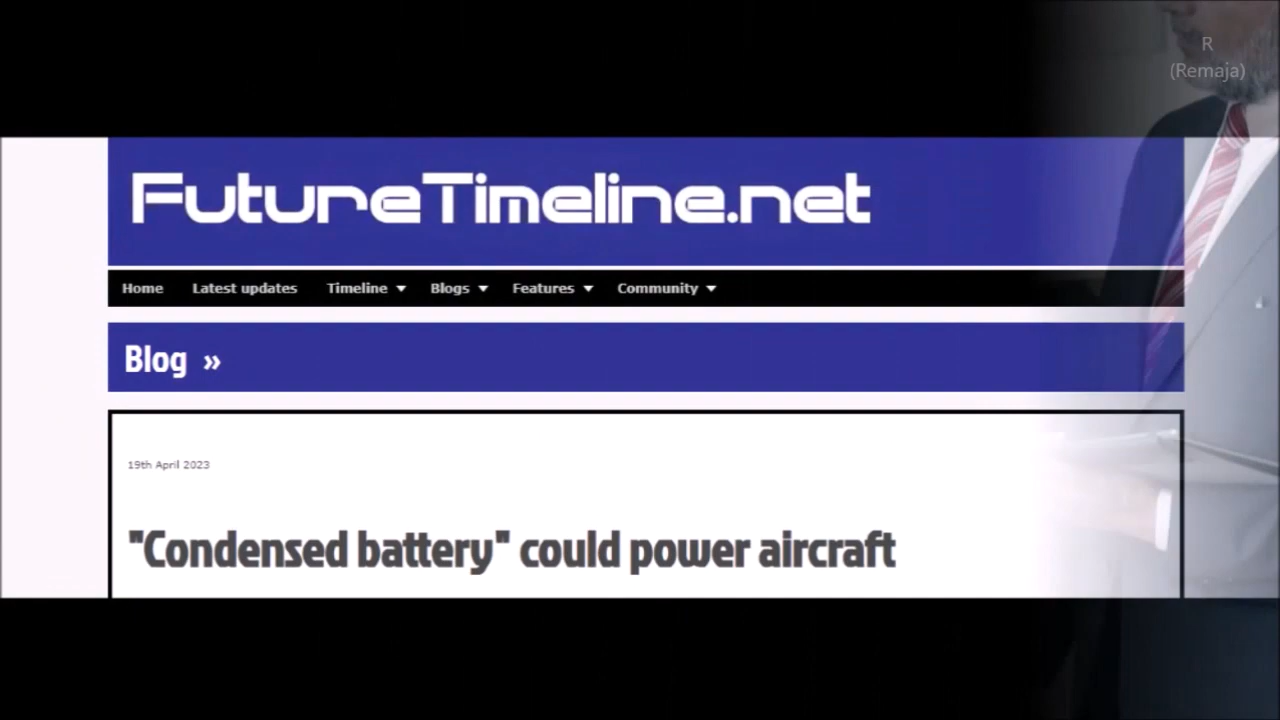 R
(Remaja)
FutureTimeline.net
Home Latest updates Timeline Blogs Features Community
Blog »
19th April 2023
"Condensed battery" could power aircraft